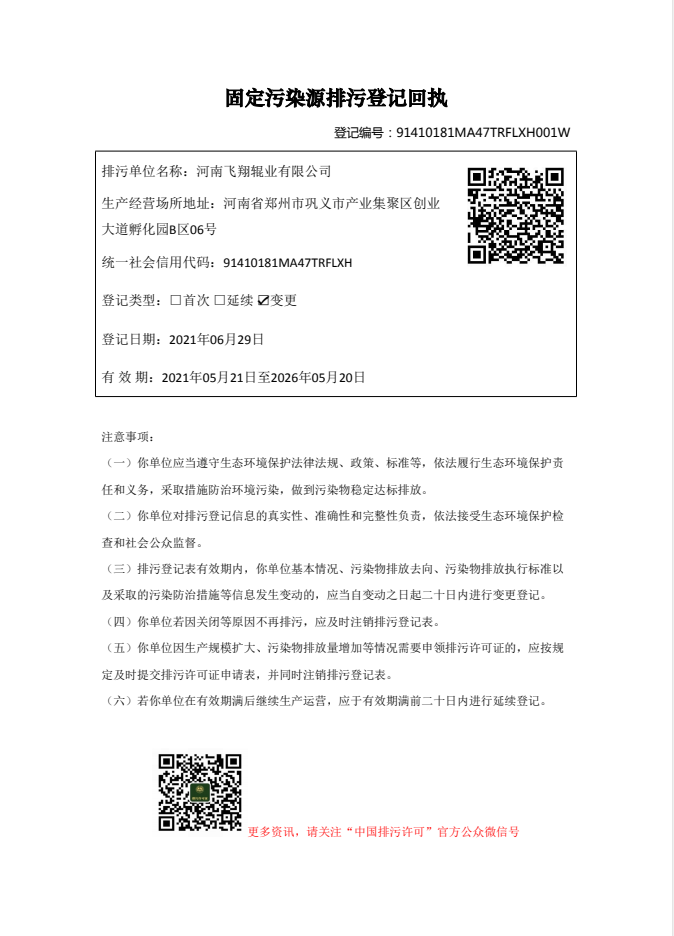 固定污染源排污登记回执
登记编号：91410181MA47TRFLXH001W
排污单位名称：河南飞翔辊业有限公司
生产经营场所地址：河南省郑州市巩义市产业集聚区创业
大道孵化园B区06号
统一社会信用代码：91410181MA47TRFLXH
登记类型：☐首次 ☐延续 ☑变更
登记日期：2021年06月29日
有 效 期：2021年05月21日至2026年05月20日
注意事项：
（一）你单位应当遵守生态环境保护法律法规、政策、标准等，依法履行生态环境保护责
任和义务，采取措施防治环境污染，做到污染物稳定达标排放。
（二）你单位对排污登记信息的真实性、准确性和完整性负责，依法接受生态环境保护检
查和社会公众监督。
（三）排污登记表有效期内，你单位基本情况、污染物排放去向、污染物排放执行标准以
及采取的污染防治措施等信息发生变动的，应当自变动之日起二十日内进行变更登记。
（四）你单位若因关闭等原因不再排污，应及时注销排污登记表。
（五）你单位因生产规模扩大、污染物排放量增加等情况需要申领排污许可证的，应按规
定及时提交排污许可证申请表，并同时注销排污登记表。
（六）若你单位在有效期满后继续生产运营，应于有效期满前二十日内进行延续登记。
更多资讯，请关注“中国排污许可”官方公众微信号